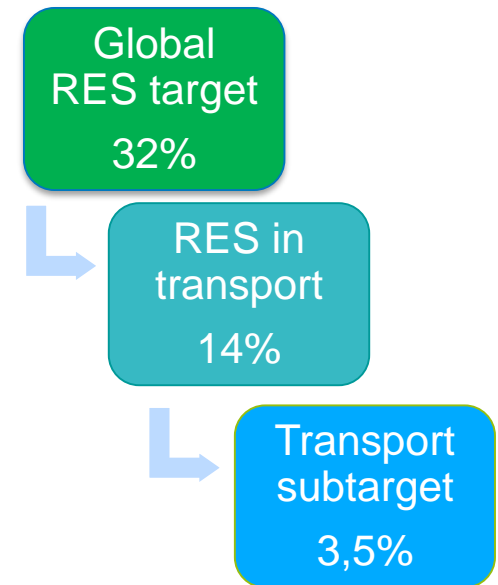 Global
RES target
32%
RES in
transport
14%
Transport
subtarget
3,5%